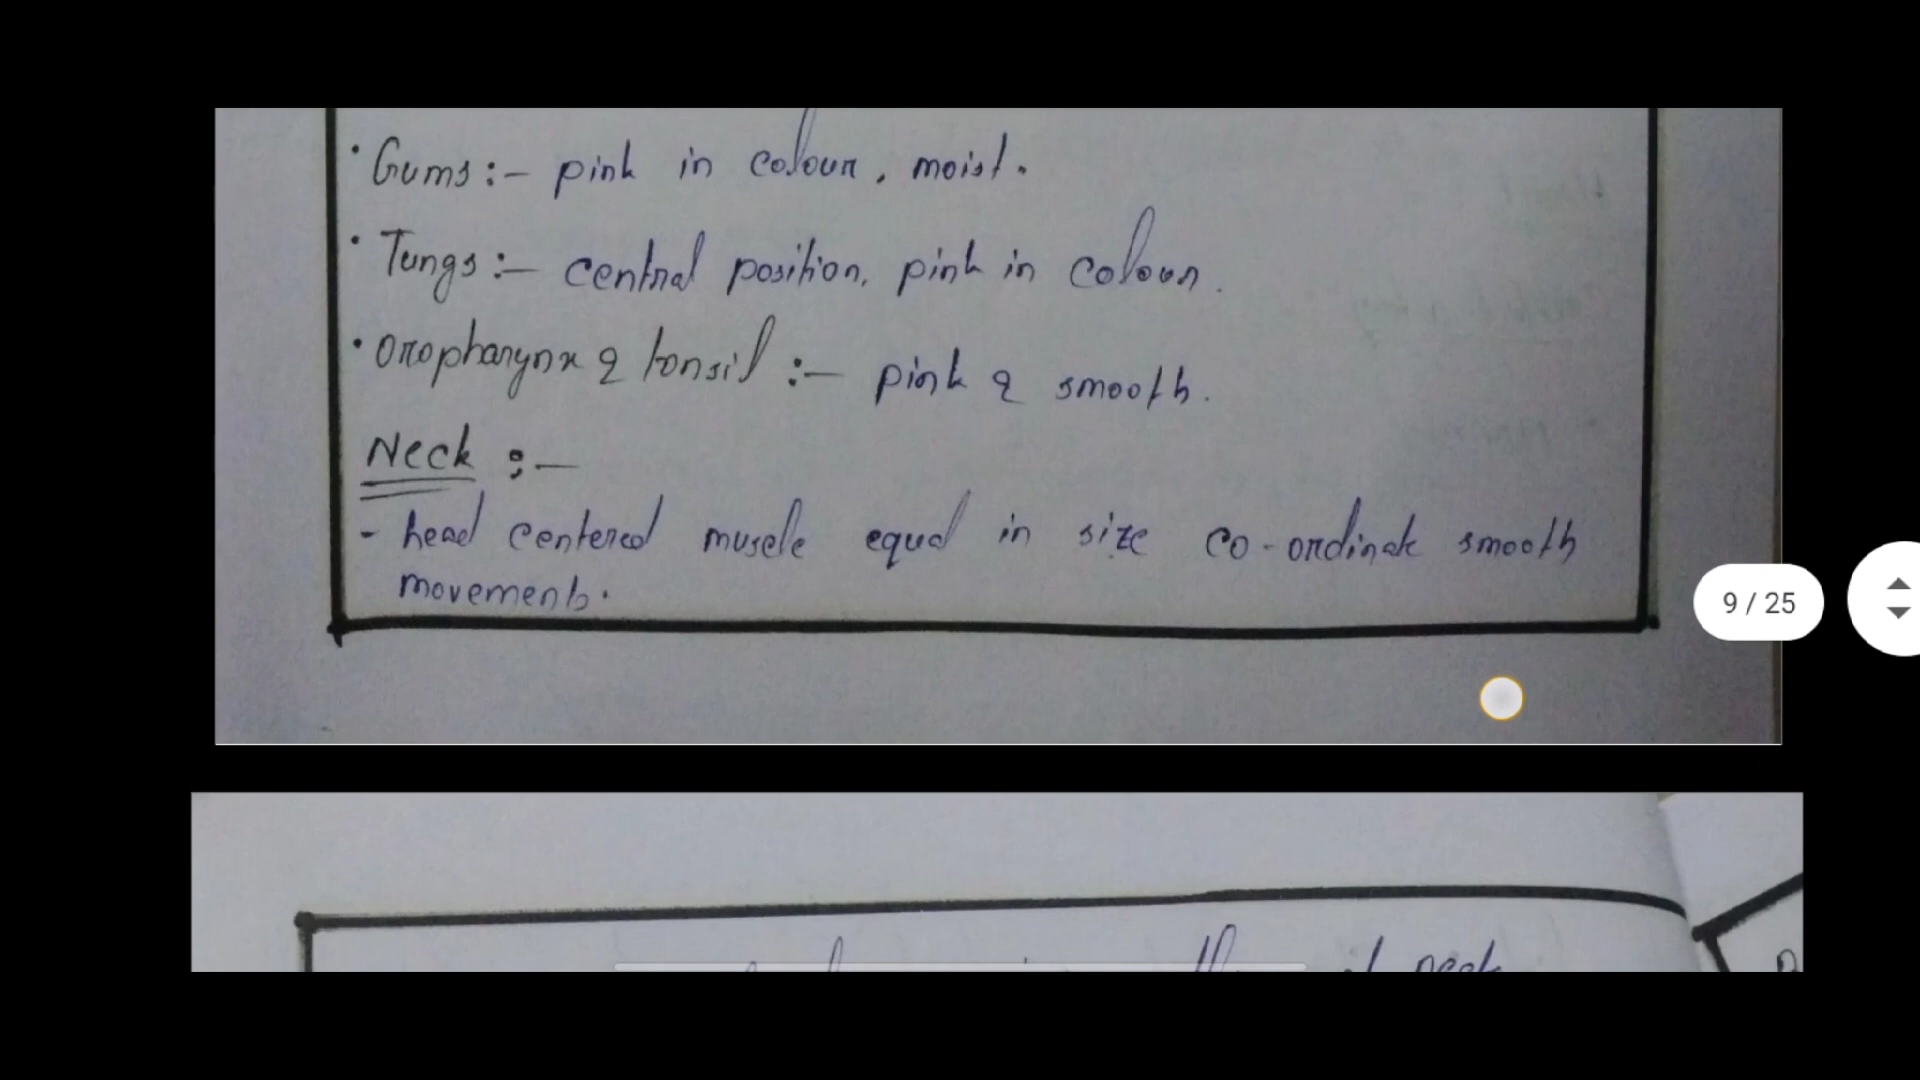 • Gums :- pink in colour, moist.
• Tungs :- central position, pink in colour.
• Oropharynx & tonsil :- pink & smooth.
Neck :-
- head centered muscle equal in size co-ordinate smooth
movements.
9 / 25
neck